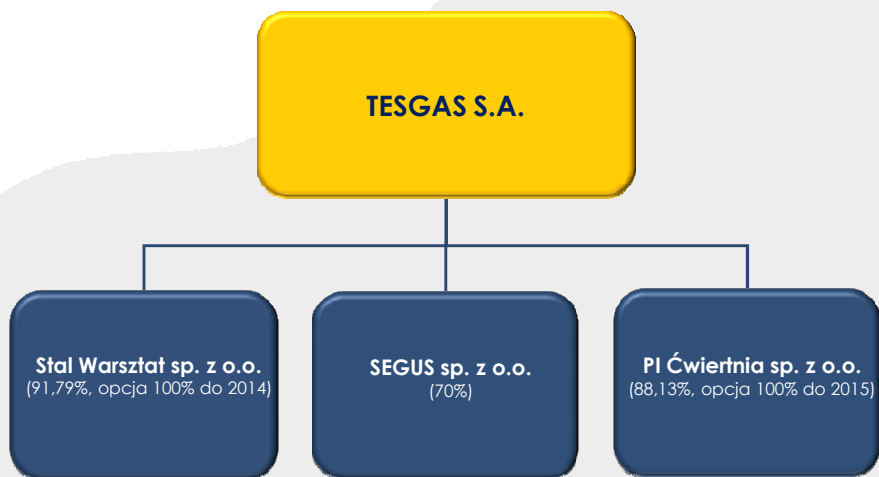 TESGAS S.A.
Stal Warsztat sp. z o.o.
(91,79%, opcja 100% do 2014)
SEGUS sp. z o.o.
(70%)
PI Ćwiertnia sp. z o.o.
(88,13%, opcja 100% do 2015)